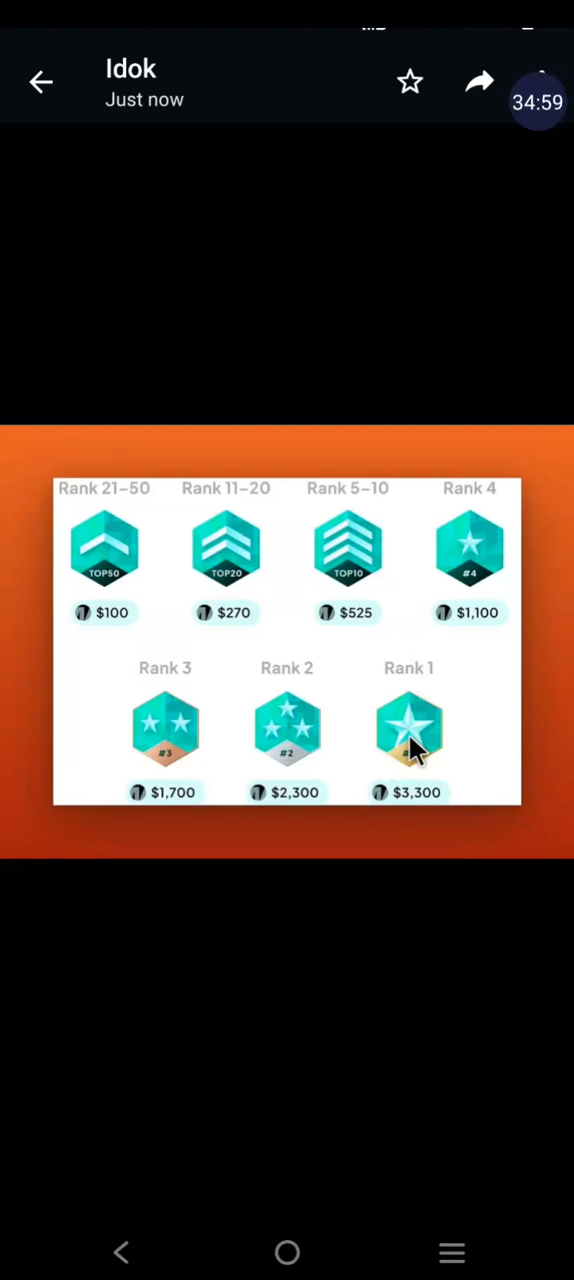 Idok
Just now
34:59
Rank 21-50 Rank 11-20 Rank 5-10 Rank 4
TOP50 TOP20 TOP10 #4
$100 $270 $525 $1,100
Rank 3 Rank 2 Rank 1
#3 #2
$1,700 $2,300 $3,300